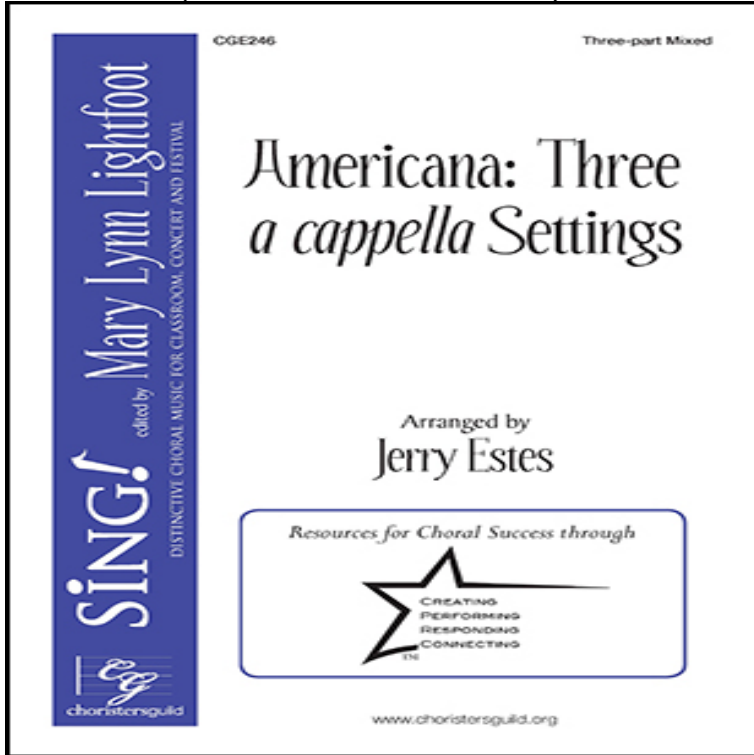 CGE246
Three-part Mixed
Americana: Three
a cappella Settings
Arranged by
Jerry Estes
Resources for Choral Success through
CREATING
PERFORMING
RESPONDING
CONNECTING
TM
www.choristersguild.org
SING! edited by Mary Lynn Lightfoot
DISTINCTIVE CHORAL MUSIC FOR CLASSROOM, CONCERT AND FESTIVAL
CG
choristersguild